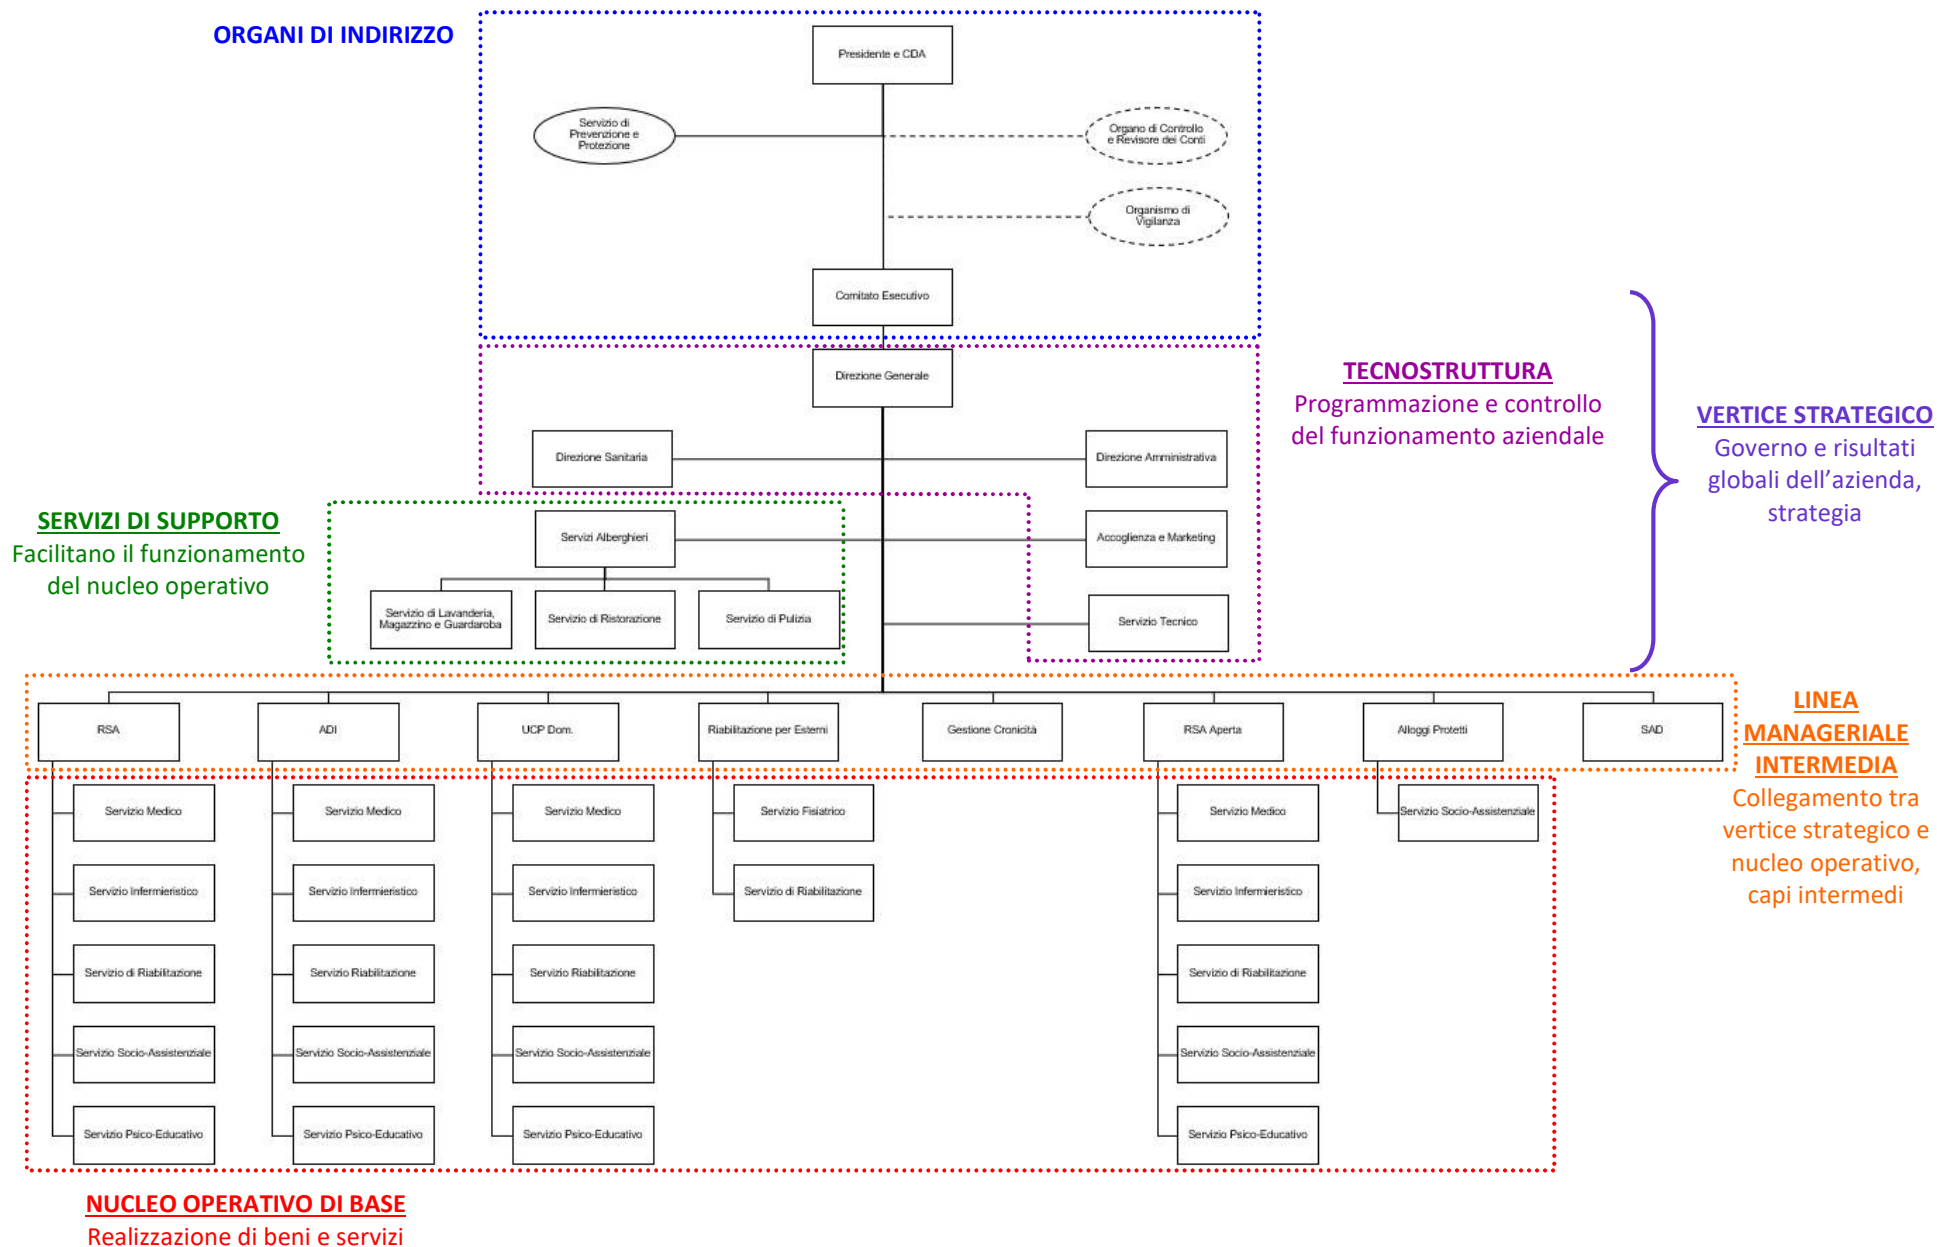 ORGANI DI INDIRIZZO
Presidente e CDA
Servizio di
Prevenzione e
Protezione
Organo di Controllo
e Revisore dei Conti
Organismo di
Vigilanza
Comitato Esecutivo
Direzione Generale
TECNOSTRUTTURA
Programmazione e controllo
del funzionamento aziendale
VERTICE STRATEGICO
Governo e risultati
globali dell’azienda,
strategia
Direzione Sanitaria
Direzione Amministrativa
SERVIZI DI SUPPORTO
Facilitano il funzionamento
del nucleo operativo
Servizi Alberghieri
Accoglienza e Marketing
Servizio di Lavanderia,
Magazzino e Guardaroba
Servizio di Ristorazione
Servizio di Pulizia
Servizio Tecnico
RSA
ADI
UCP Dom.
Riabilitazione per Esterni
Gestione Cronicità
RSA Aperta
Alloggi Protetti
SAD
LINEA
MANAGERIALE
INTERMEDIA
Collegamento tra
vertice strategico e
nucleo operativo,
capi intermedi
Servizio Medico
Servizio Medico
Servizio Medico
Servizio Fisiatrico
Servizio Medico
Servizio Socio-Assistenziale
Servizio Infermieristico
Servizio Infermieristico
Servizio Infermieristico
Servizio di Riabilitazione
Servizio Infermieristico
Servizio di Riabilitazione
Servizio Riabilitazione
Servizio Riabilitazione
Servizio di Riabilitazione
Servizio Socio-Assistenziale
Servizio Socio-Assistenziale
Servizio Socio-Assistenziale
Servizio Socio-Assistenziale
Servizio Psico-Educativo
Servizio Psico-Educativo
Servizio Psico-Educativo
Servizio Psico-Educativo
NUCLEO OPERATIVO DI BASE
Realizzazione di beni e servizi